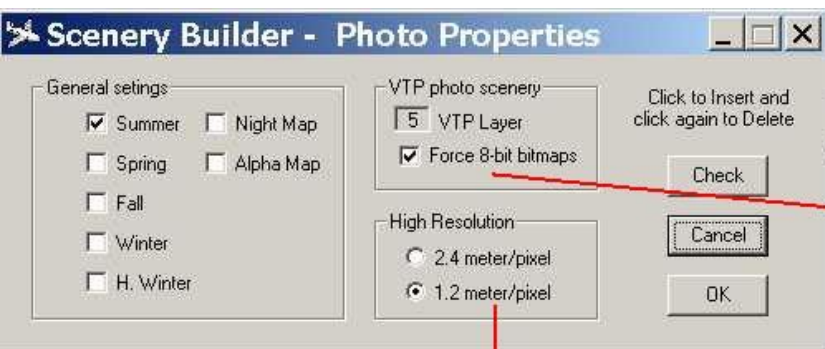 Scenery Builder - Photo Properties
General setings
Summer
Night Map
Spring
Alpha Map
Fall
Winter
H. Winter
VTP photo scenery
5 VTP Layer
Force 8-bit bitmaps
High Resolution
2.4 meter/pixel
1.2 meter/pixel
Click to Insert and
click again to Delete
Check
Cancel
OK